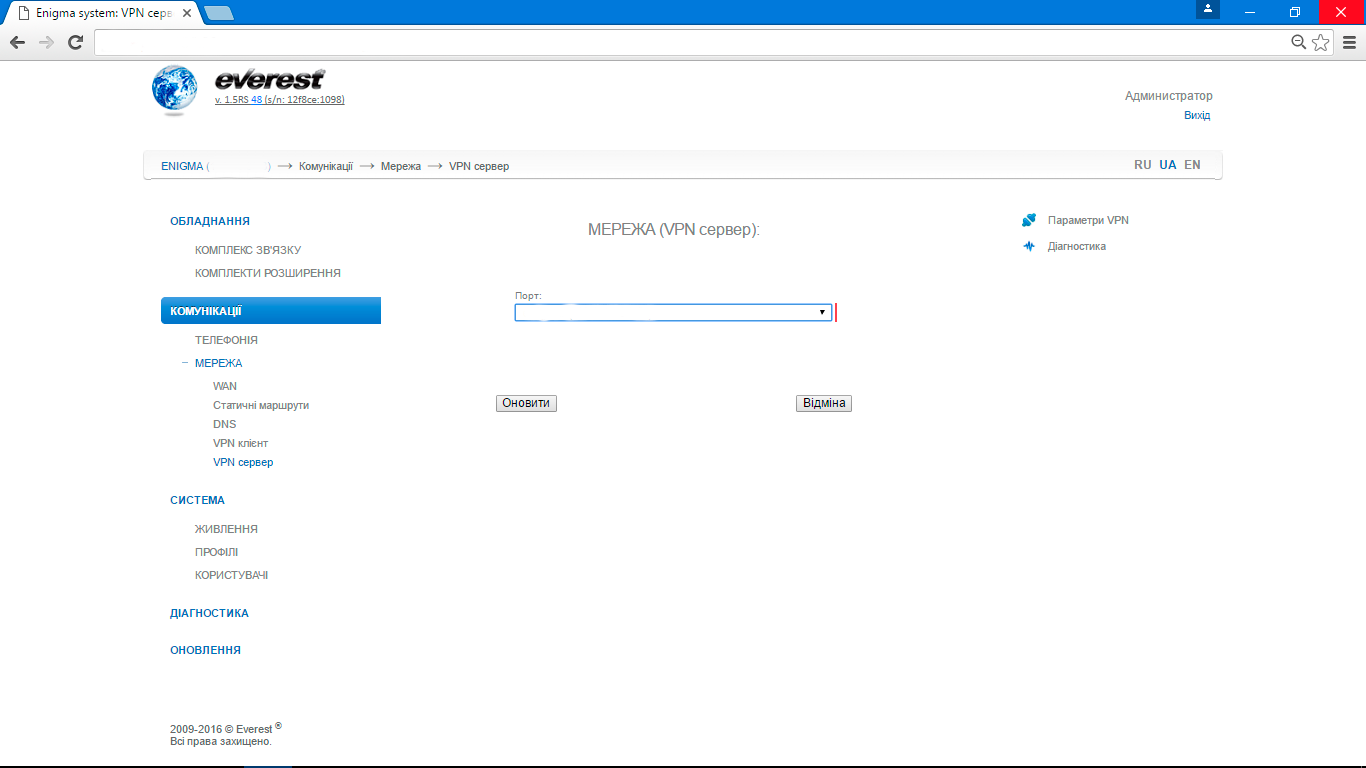 Enigma system: VPN серв
everest
v. 1.5RS 48 (s/n: 12f8ce:1098)
Администратор
Вихід
ENIGMA ( ) → Комунікації → Мережа → VPN сервер
RU UA EN
ОБЛАДНАННЯ
КОМПЛЕКС ЗВ'ЯЗКУ
КОМПЛЕКТИ РОЗШИРЕННЯ
КОМУНІКАЦІЇ
ТЕЛЕФОНІЯ
– МЕРЕЖА
WAN
Статичні маршрути
DNS
VPN клієнт
VPN сервер
СИСТЕМА
ЖИВЛЕННЯ
ПРОФІЛІ
КОРИСТУВАЧІ
ДІАГНОСТИКА
ОНОВЛЕННЯ
МЕРЕЖА (VPN сервер):
Порт:
Оновити
Відміна
Параметри VPN
Діагностика
2009-2016 © Everest ®
Всі права захищено.